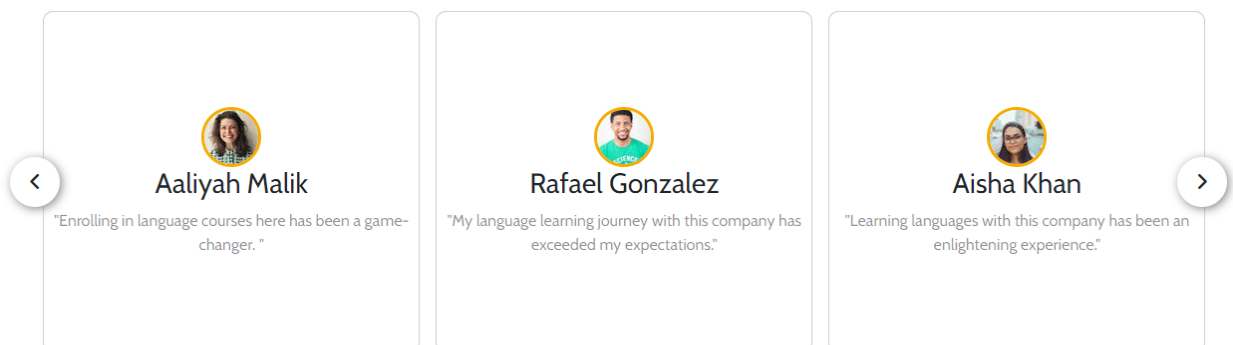 Aaliyah Malik
"Enrolling in language courses here has been a game-
changer. "
SCIENCE
Rafael Gonzalez
"My language learning journey with this company has
exceeded my expectations."
Aisha Khan
"Learning languages with this company has been an
enlightening experience."